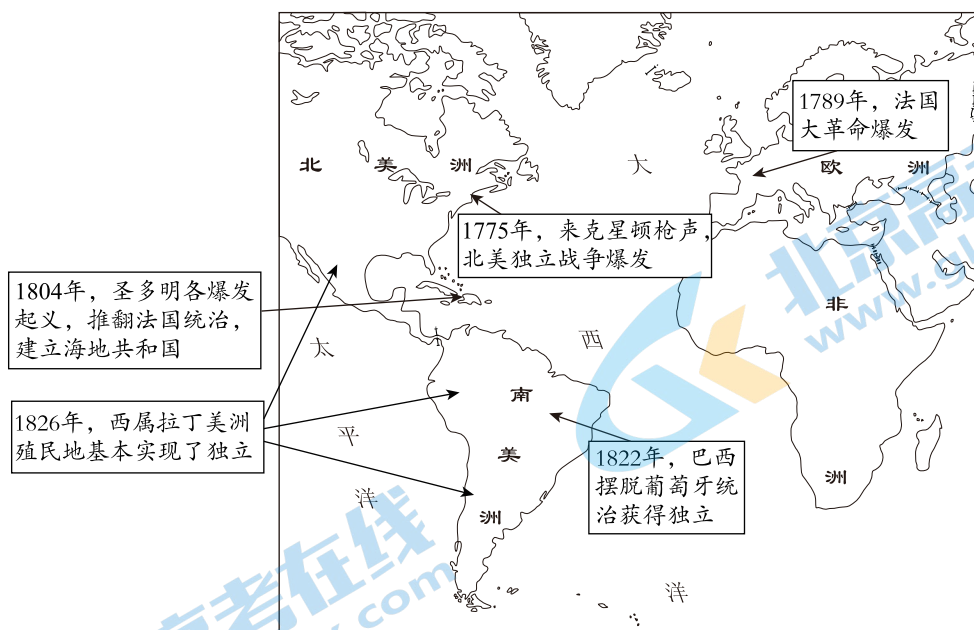 1789年，法国
大革命爆发
北美洲
大
欧洲
1775年，来克星顿枪声，
北美独立战争爆发
1804年，圣多明各爆发
起义，推翻法国统治，
建立海地共和国
非
太
西
1826年，西属拉丁美洲
殖民地基本实现了独立
南
平
美
1822年，巴西
摆脱葡萄牙统
治获得独立
洲
洋
洲
洋